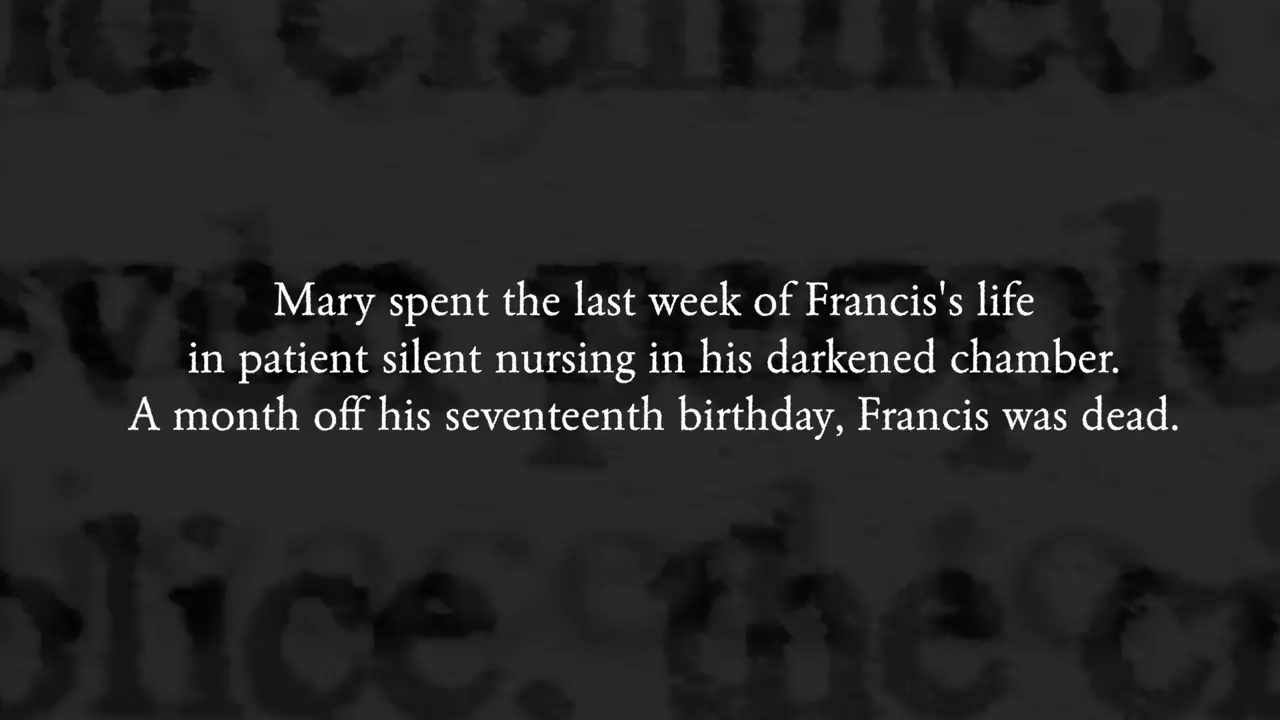 Mary spent the last week of Francis's life
in patient silent nursing in his darkened chamber.
A month off his seventeenth birthday, Francis was dead.